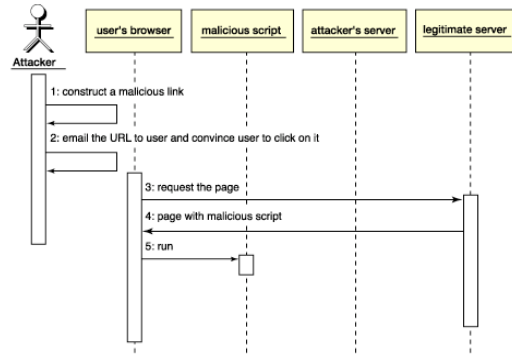 user's browser
malicious script
attacker's server
legitimate server
Attacker
1: construct a malicious link
2: email the URL to user and convince user to click on it
3: request the page
4: page with malicious script
5: run